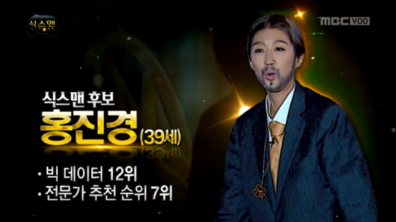 식스맨
MBC VOD
식스맨 후보
홍진경(39세)
· 빅 데이터 12위
· 전문가 추천 순위 7위